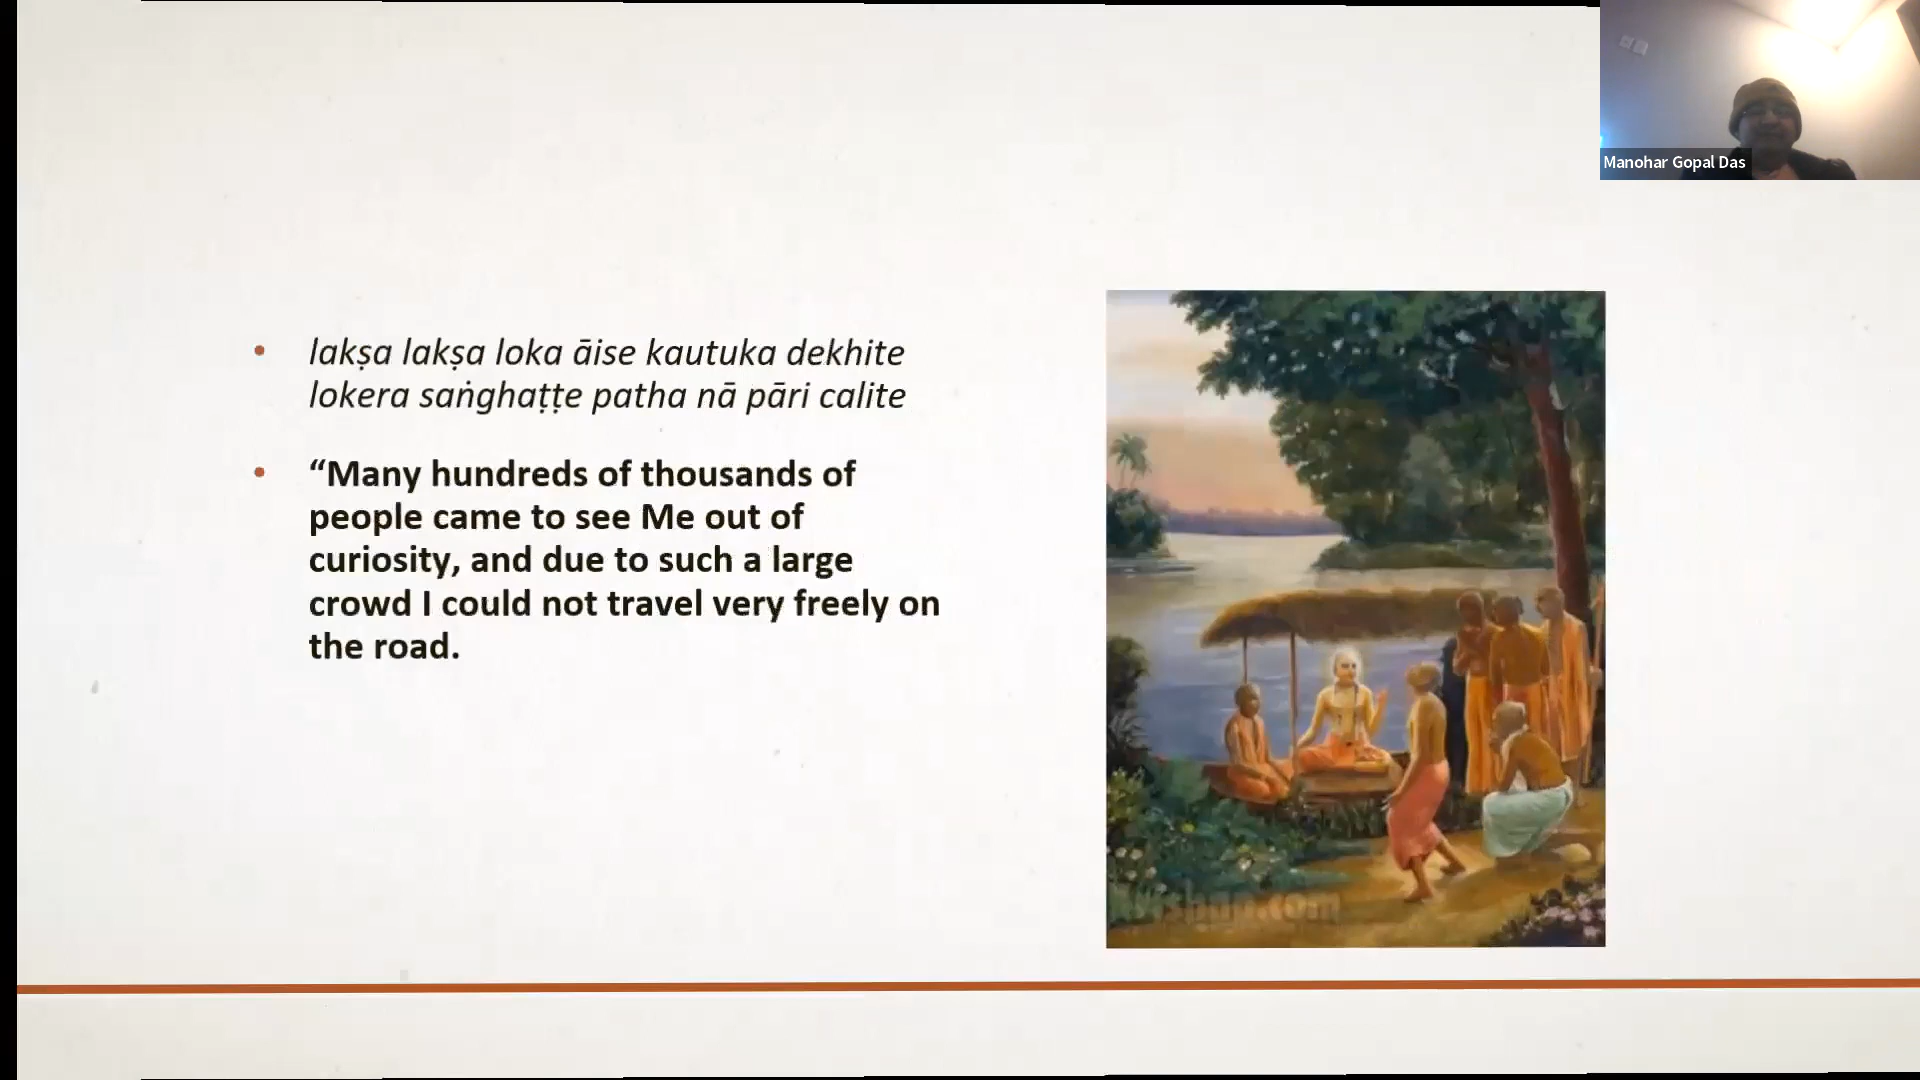 Manohar Gopal Das
lakṣa lakṣa loka āise kautuka dekhite
lokera saṅghaṭṭe patha nā pāri calite
“Many hundreds of thousands of
people came to see Me out of
curiosity, and due to such a large
crowd I could not travel very freely on
the road.